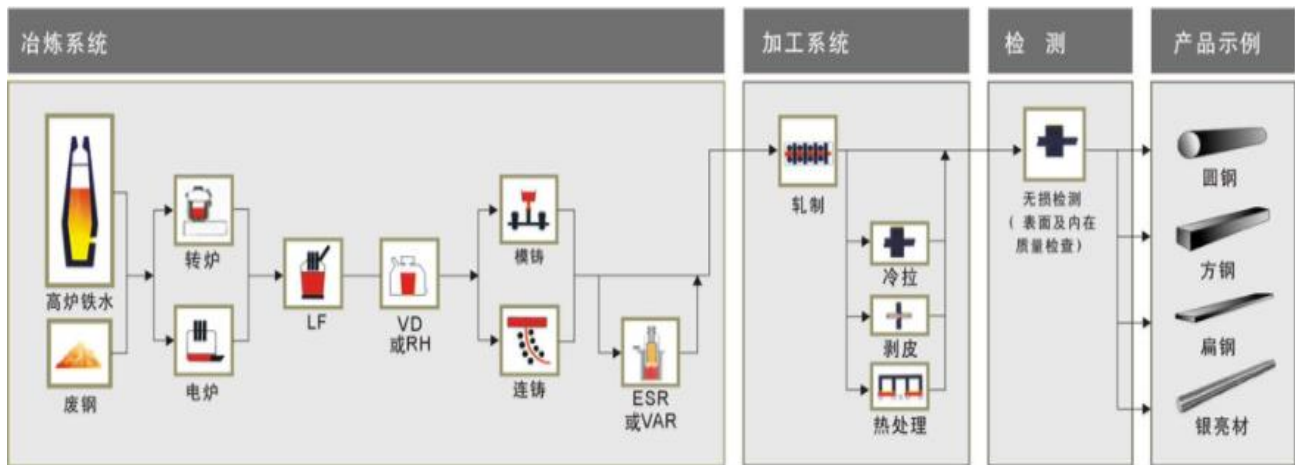 冶炼系统
加工系统
检 测
产品示例
高炉铁水
废钢
转炉
电炉
LF
VD
或RH
模铸
连铸
ESR
或VAR
轧制
冷拉
剥皮
热处理
无损检测
( 表面及内在
质量检查)
圆钢
方钢
扁钢
银亮材